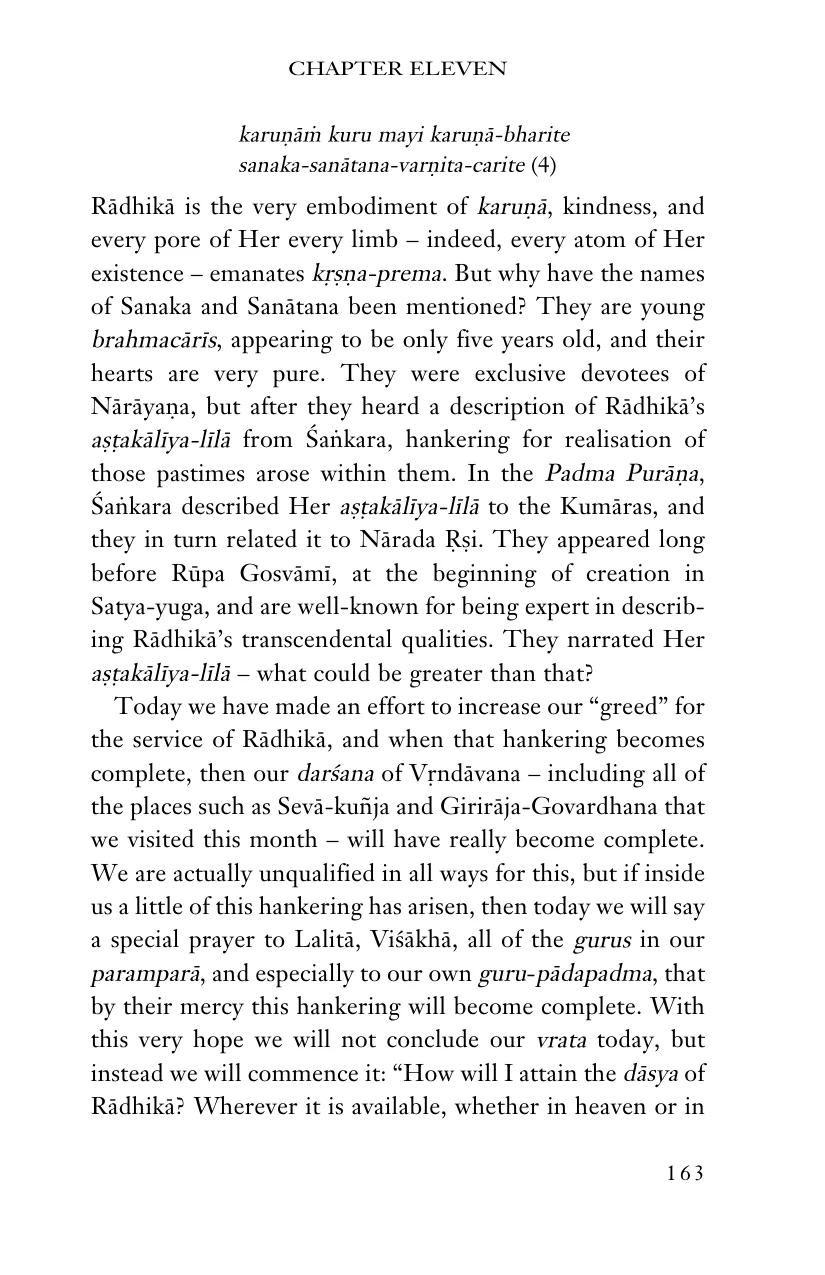 CHAPTER ELEVEN
karuṇāṁ kuru mayi karuṇā-bharite
sanaka-sanātana-varṇita-carite (4)
Rādhikā is the very embodiment of karuṇā, kindness, and
every pore of Her every limb – indeed, every atom of Her
existence – emanates kṛṣṇa-prema. But why have the names
of Sanaka and Sanātana been mentioned? They are young
brahmacārīs, appearing to be only five years old, and their
hearts are very pure. They were exclusive devotees of
Nārāyaṇa, but after they heard a description of Rādhikā’s
aṣṭakālīya-līlā from Śaṅkara, hankering for realisation of
those pastimes arose within them. In the Padma Purāṇa,
Śaṅkara described Her aṣṭakālīya-līlā to the Kumāras, and
they in turn related it to Nārada Ṛṣi. They appeared long
before Rūpa Gosvāmī, at the beginning of creation in
Satya-yuga, and are well-known for being expert in describ-
ing Rādhikā’s transcendental qualities. They narrated Her
aṣṭakālīya-līlā – what could be greater than that?
Today we have made an effort to increase our “greed” for
the service of Rādhikā, and when that hankering becomes
complete, then our darśana of Vṛndāvana – including all of
the places such as Sevā-kuñja and Girirāja-Govardhana that
we visited this month – will have really become complete.
We are actually unqualified in all ways for this, but if inside
us a little of this hankering has arisen, then today we will say
a special prayer to Lalitā, Viśākhā, all of the gurus in our
paramparā, and especially to our own guru-pādapadma, that
by their mercy this hankering will become complete. With
this very hope we will not conclude our vrata today, but
instead we will commence it: “How will I attain the dāsya of
Rādhikā? Wherever it is available, whether in heaven or in
163